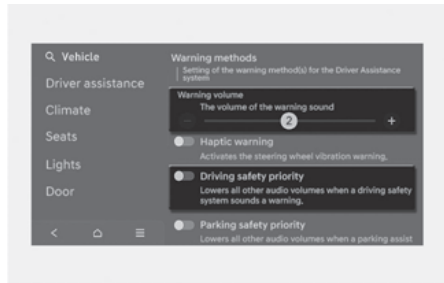 Vehicle
Driver assistance
Climate
Seats
Lights
Door
Warning methods
Setting of the warning method(s) for the Driver Assistance
system
Warning volume
The volume of the warning sound
2
Haptic warning
Activates the steering wheel vibration warning.
Driving safety priority
Lowers all other audio volumes when a driving safety
system sounds a warning.
Parking safety priority
Lowers all other audio volumes when a parking assist